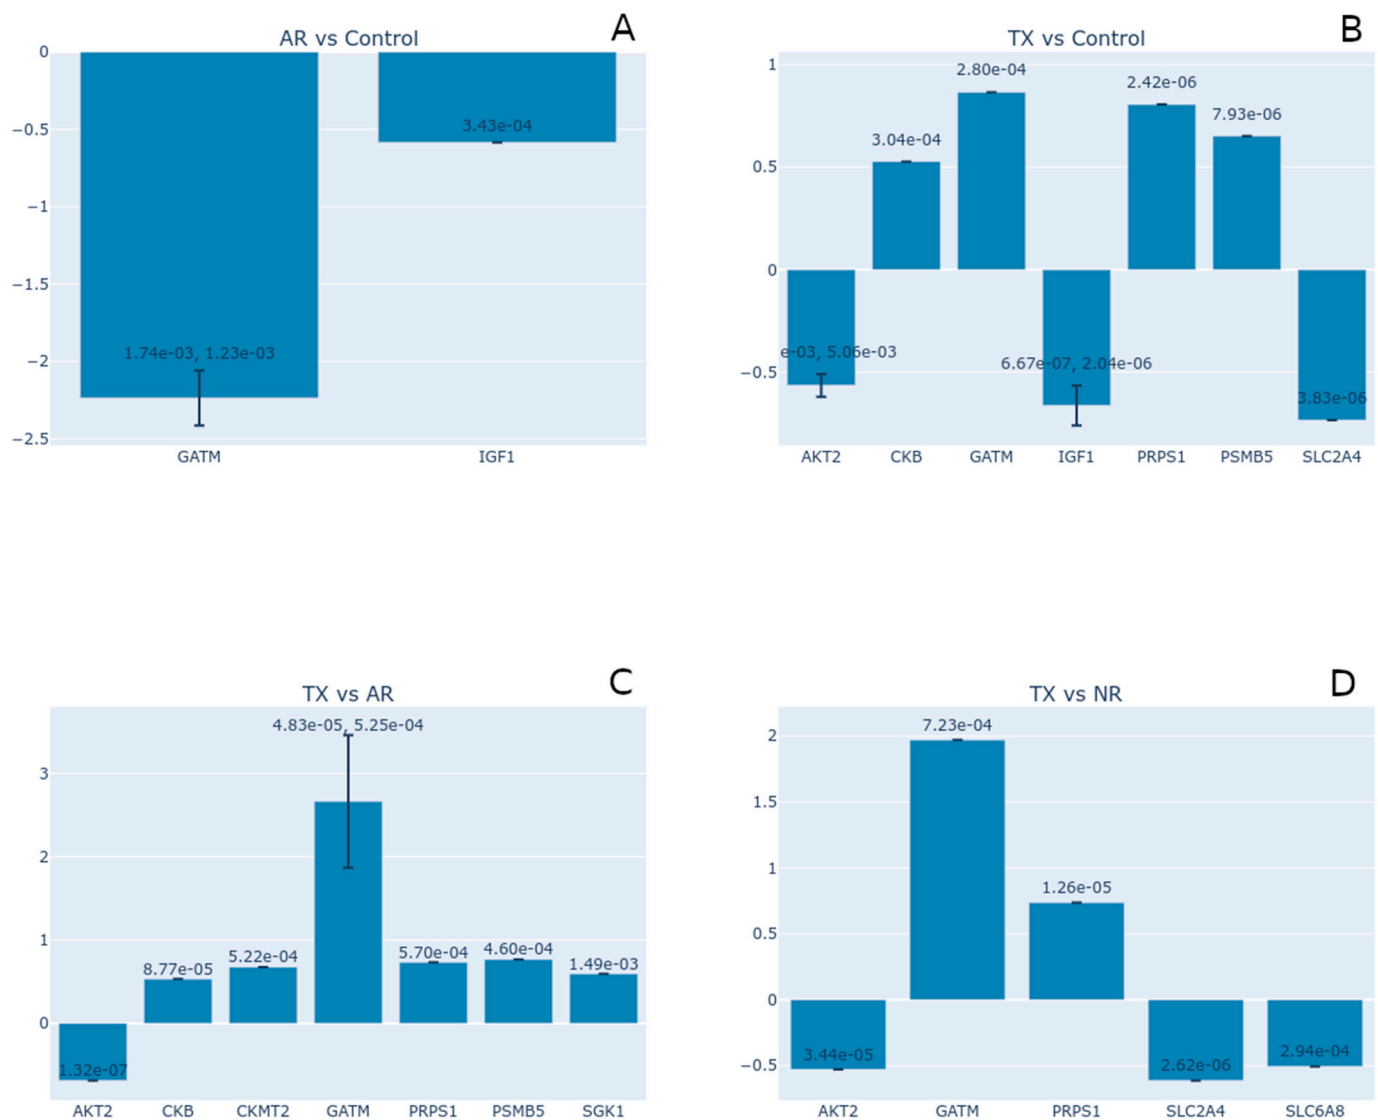 A
AR vs Control
0
−0.5
−1
−1.5
−2
−2.5
3.43e-04
1.74e-03, 1.23e-03
GATM IGF1
B
TX vs Control
1
0.5
0
−0.5
2.80e-04
2.42e-06
7.93e-06
3.04e-04
e-03, 5.06e-03
6.67e-07, 2.04e-06
3.83e-06
AKT2 CKB GATM IGF1 PRPS1 PSMB5 SLC2A4
C
TX vs AR
3
2
1
0
4.83e-05, 5.25e-04
8.77e-05
5.22e-04
5.70e-04
4.60e-04
1.49e-03
1.32e-07
AKT2 CKB CKMT2 GATM PRPS1 PSMB5 SGK1
D
TX vs NR
2
1.5
1
0.5
0
−0.5
7.23e-04
1.26e-05
3.44e-05
2.62e-06
2.94e-04
AKT2 GATM PRPS1 SLC2A4 SLC6A8